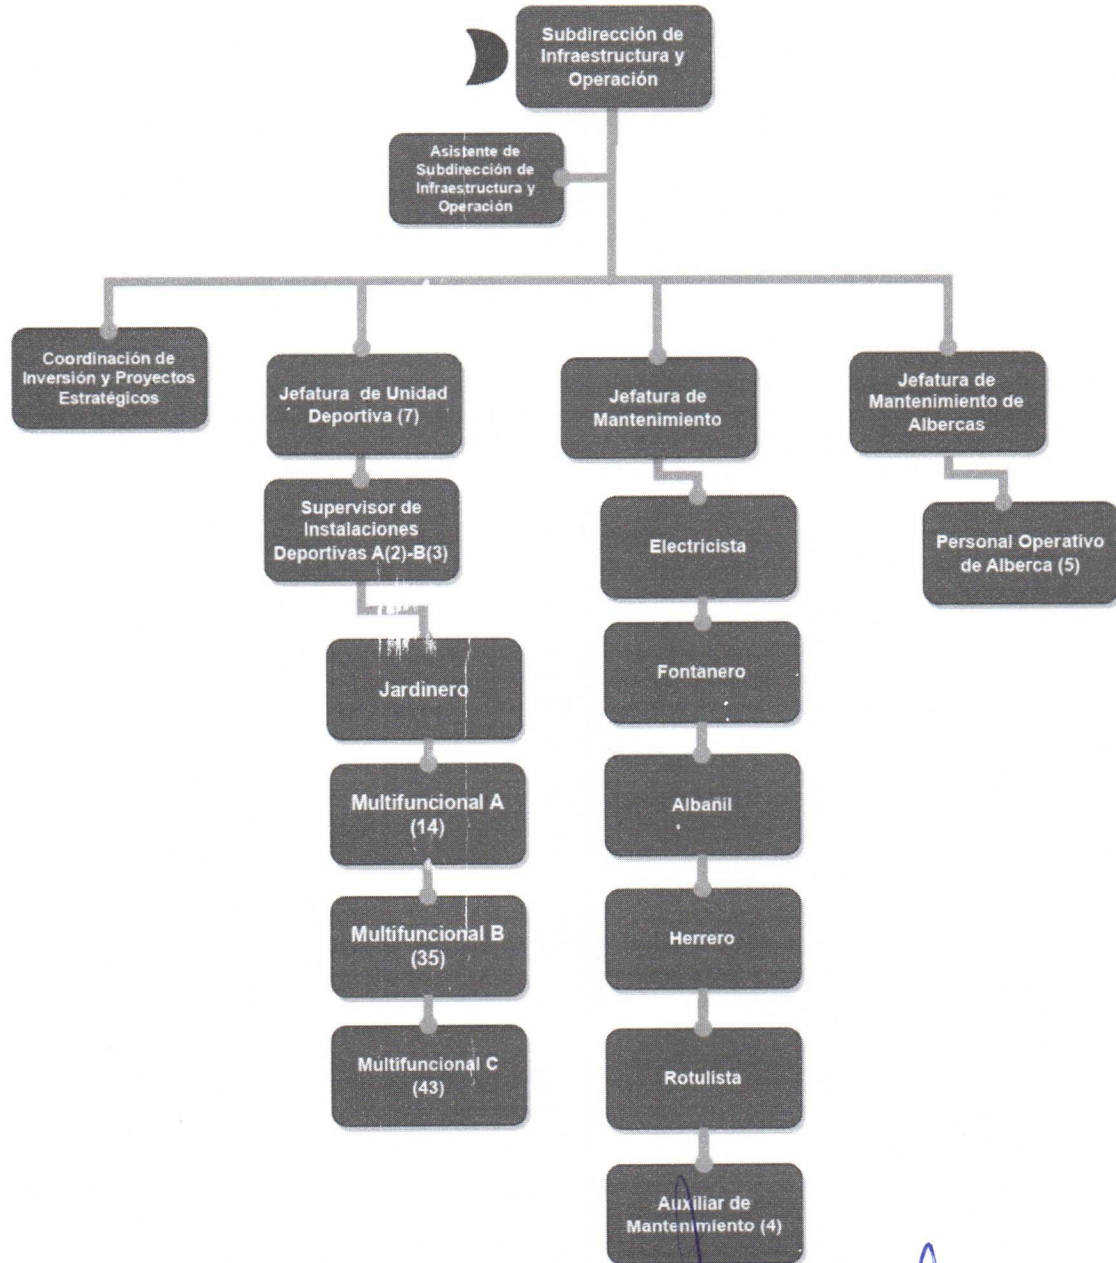 Subdirección de
Infraestructura y
Operación
Asistente de
Subdirección de
Infraestructura y
Operación
Coordinación de
Inversión y Proyectos
Estratégicos
Jefatura de Unidad
Deportiva (7)
Jefatura de
Mantenimiento
Jefatura de
Mantenimiento de
Albercas
Supervisor de
Instalaciones
Deportivas A(2)-B(3)
Electricista
Personal Operativo
de Alberca (5)
Jardinero
Fontanero
Multifuncional A
(14)
Albañil
Multifuncional B
(35)
Herrero
Multifuncional C
(43)
Rotulista
Auxiliar de
Mantenimiento (4)